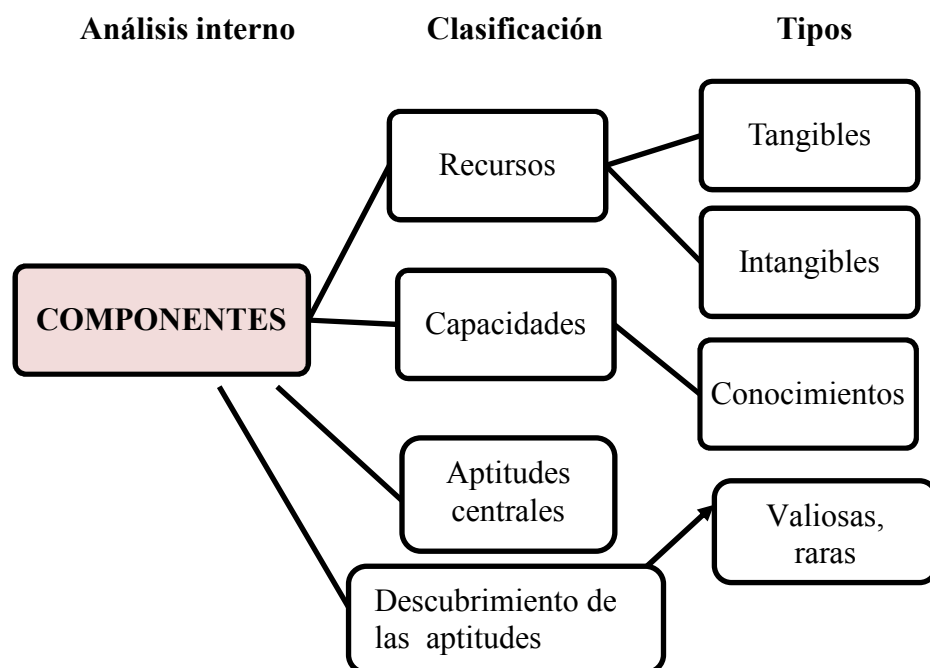 Análisis interno
Clasificación
Tipos
Recursos
Tangibles
Intangibles
COMPONENTES
Capacidades
Conocimientos
Aptitudes
centrales
Valiosas,
raras
Descubrimiento de
las aptitudes